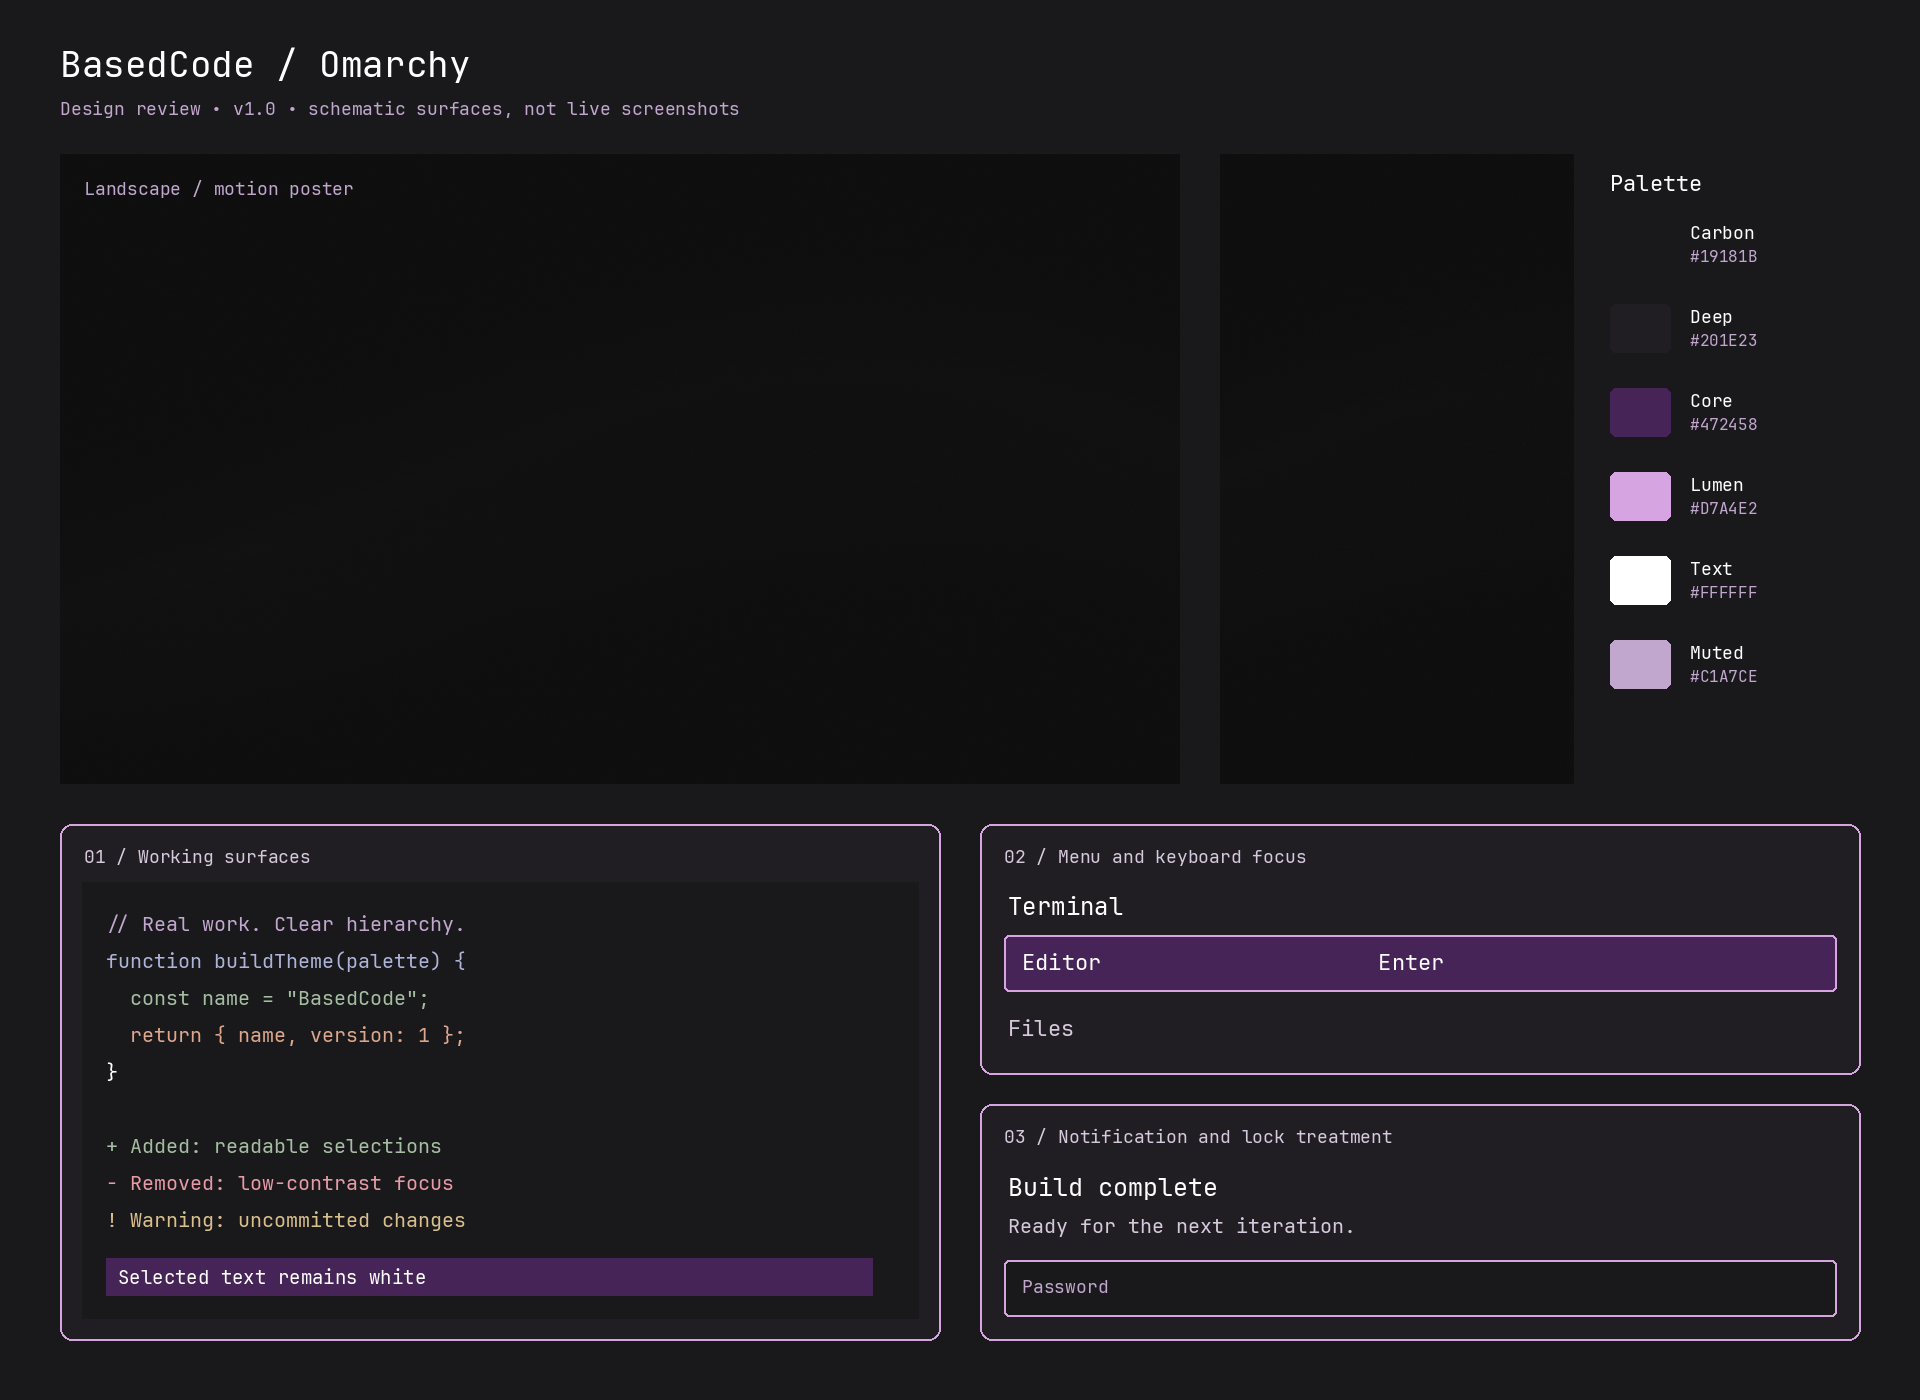 BasedCode / Omarchy
Design review • v1.0 • schematic surfaces, not live screenshots
Landscape / motion poster
Palette
Carbon
#19181B
Deep
#201E23
Core
#472458
Lumen
#D7A4E2
Text
#FFFFFF
Muted
#C1A7CE
01 / Working surfaces
// Real work. Clear hierarchy.
function buildTheme(palette) {
  const name = "BasedCode";
  return { name, version: 1 };
}
+ Added: readable selections
- Removed: low-contrast focus
! Warning: uncommitted changes
Selected text remains white
02 / Menu and keyboard focus
Terminal
Editor Enter
Files
03 / Notification and lock treatment
Build complete
Ready for the next iteration.
Password